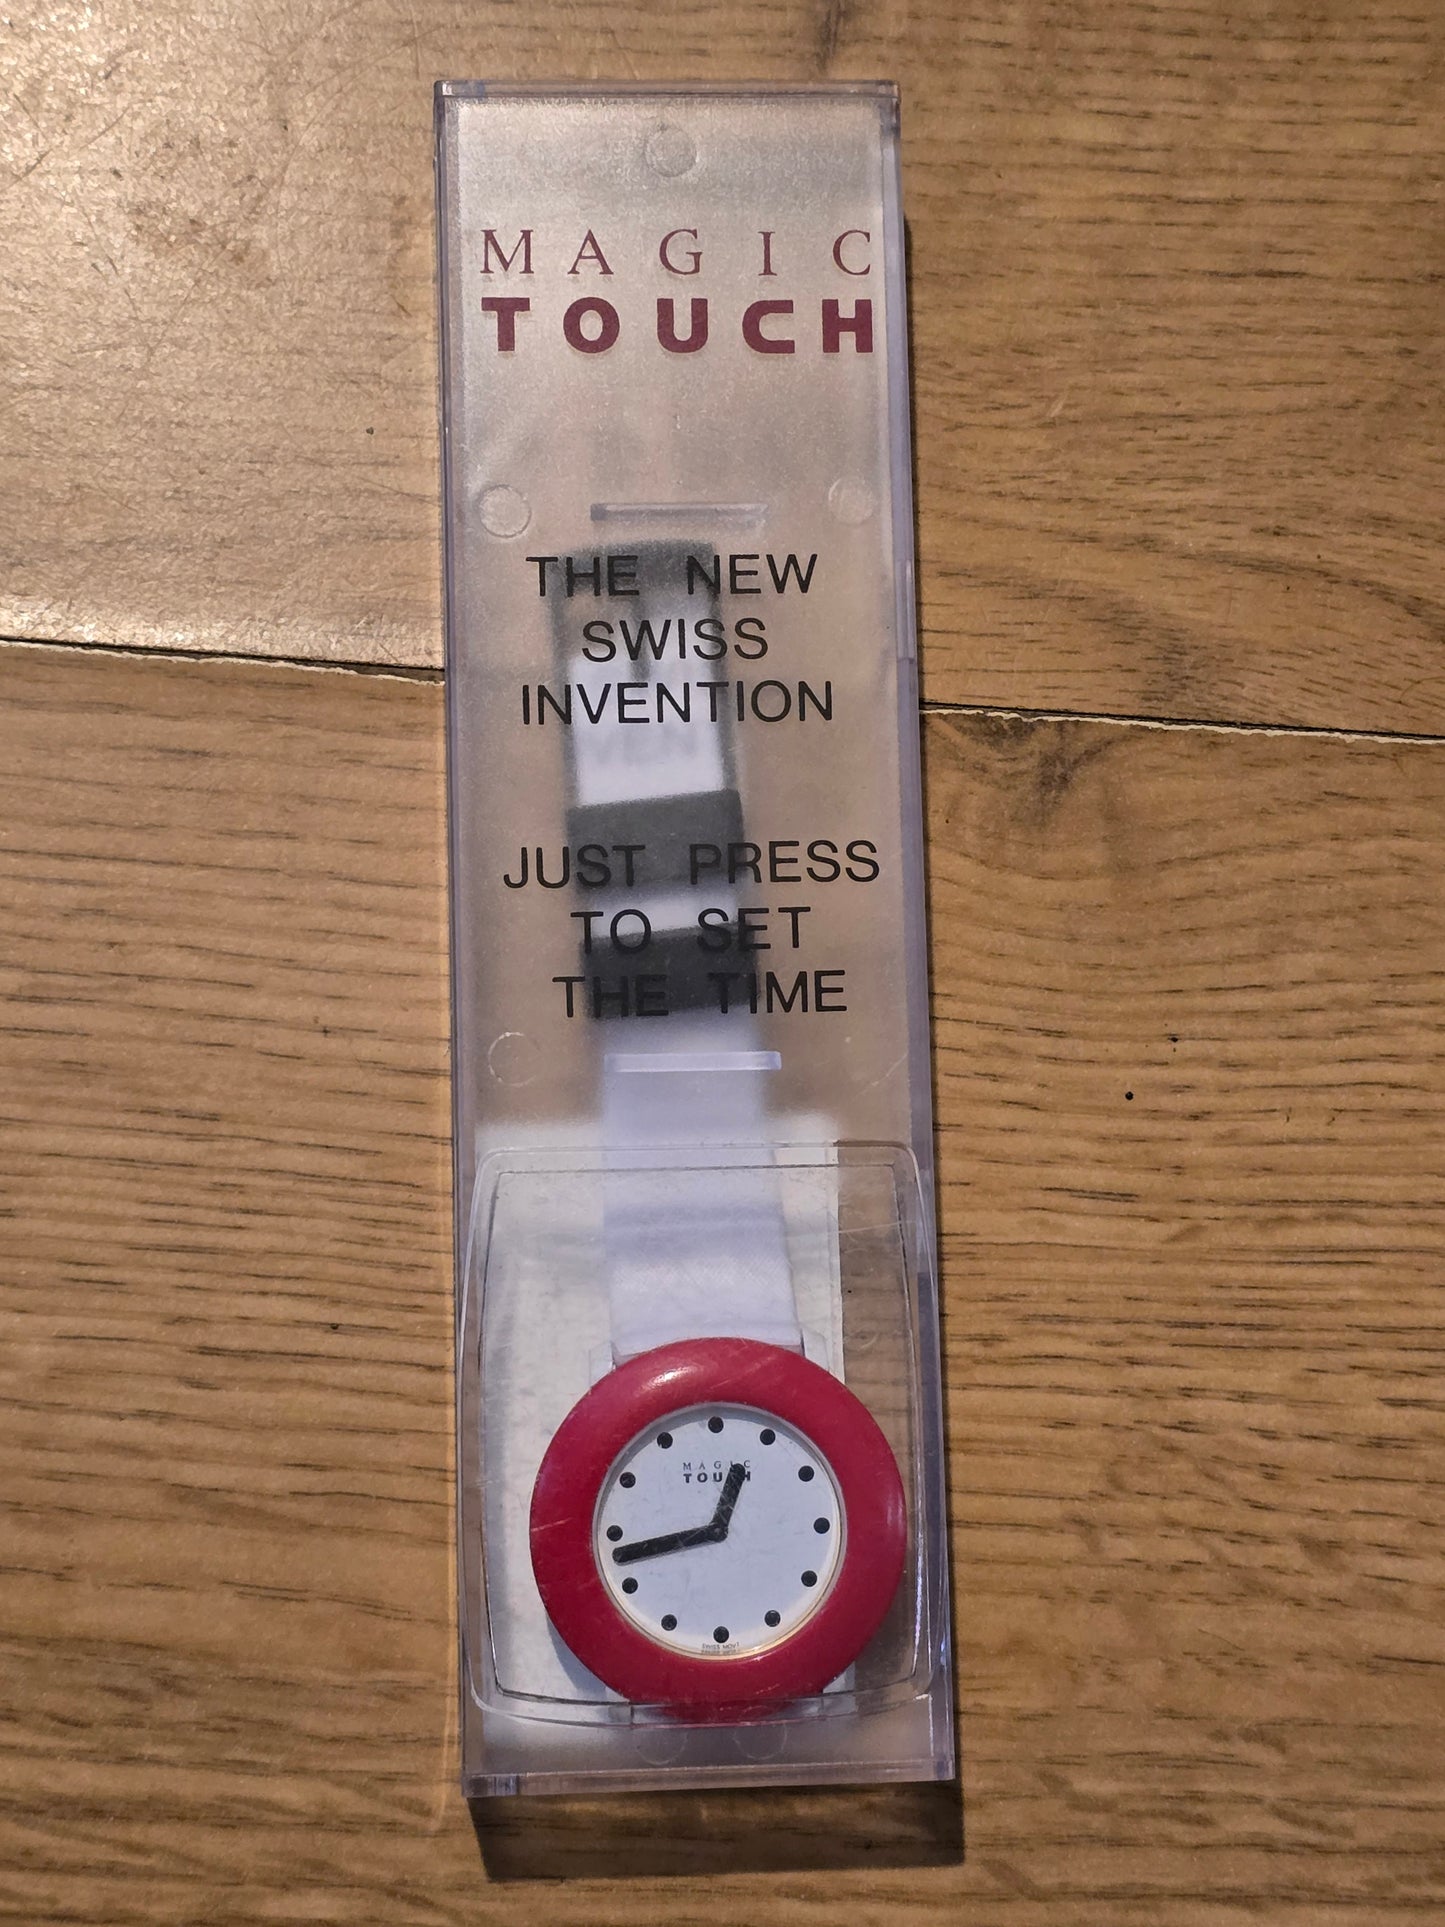 MAGIC
TOUCH
THE NEW
SWISS
INVENTION
JUST PRESS
TO SET
THE TIME
MAGIC
TOUCH
SWISS MOVT